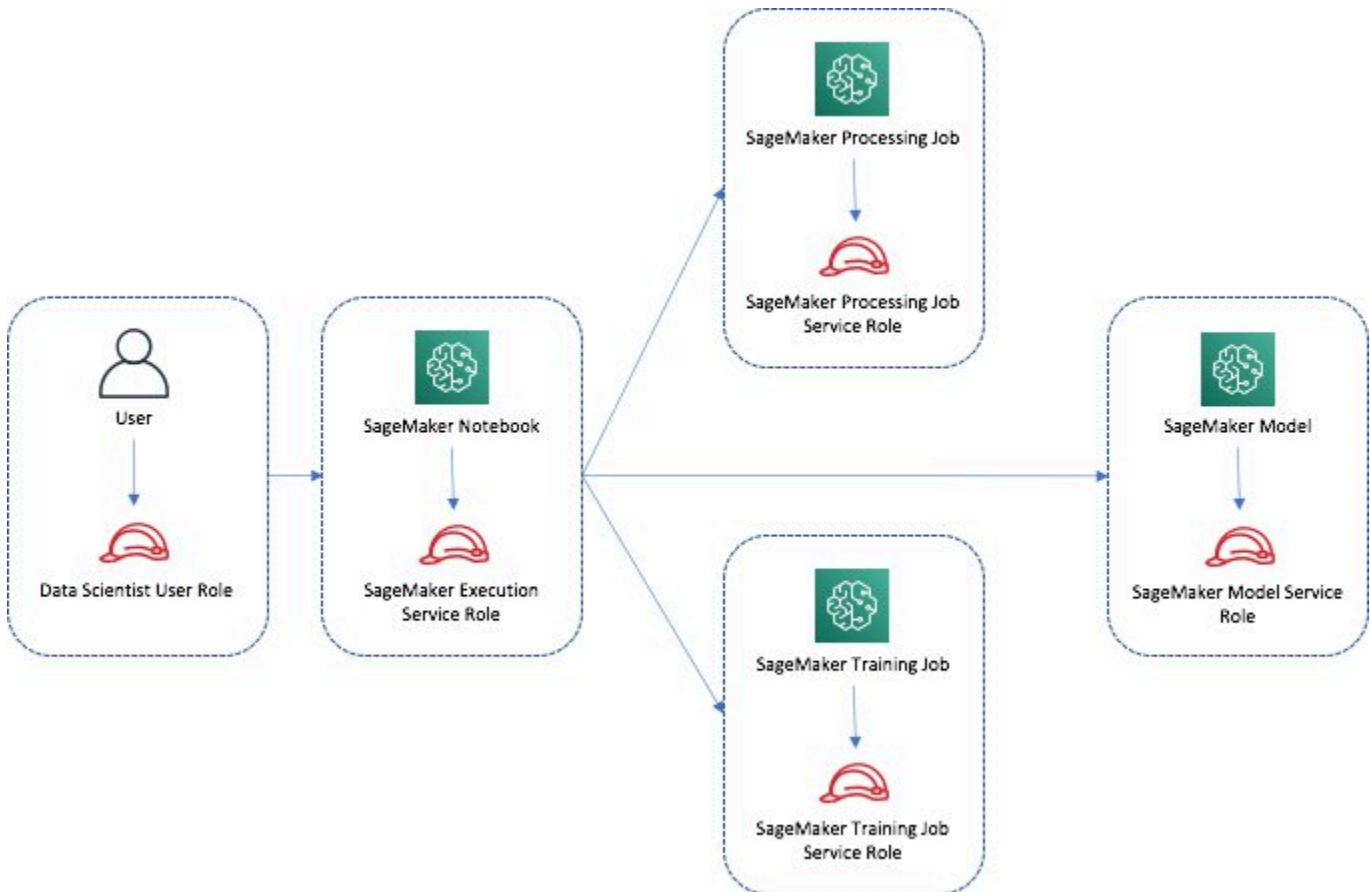 User
Data Scientist User Role
SageMaker Notebook
SageMaker Execution
Service Role
SageMaker Processing Job
SageMaker Processing Job
Service Role
SageMaker Training Job
SageMaker Training Job
Service Role
SageMaker Model
SageMaker Model Service
Role